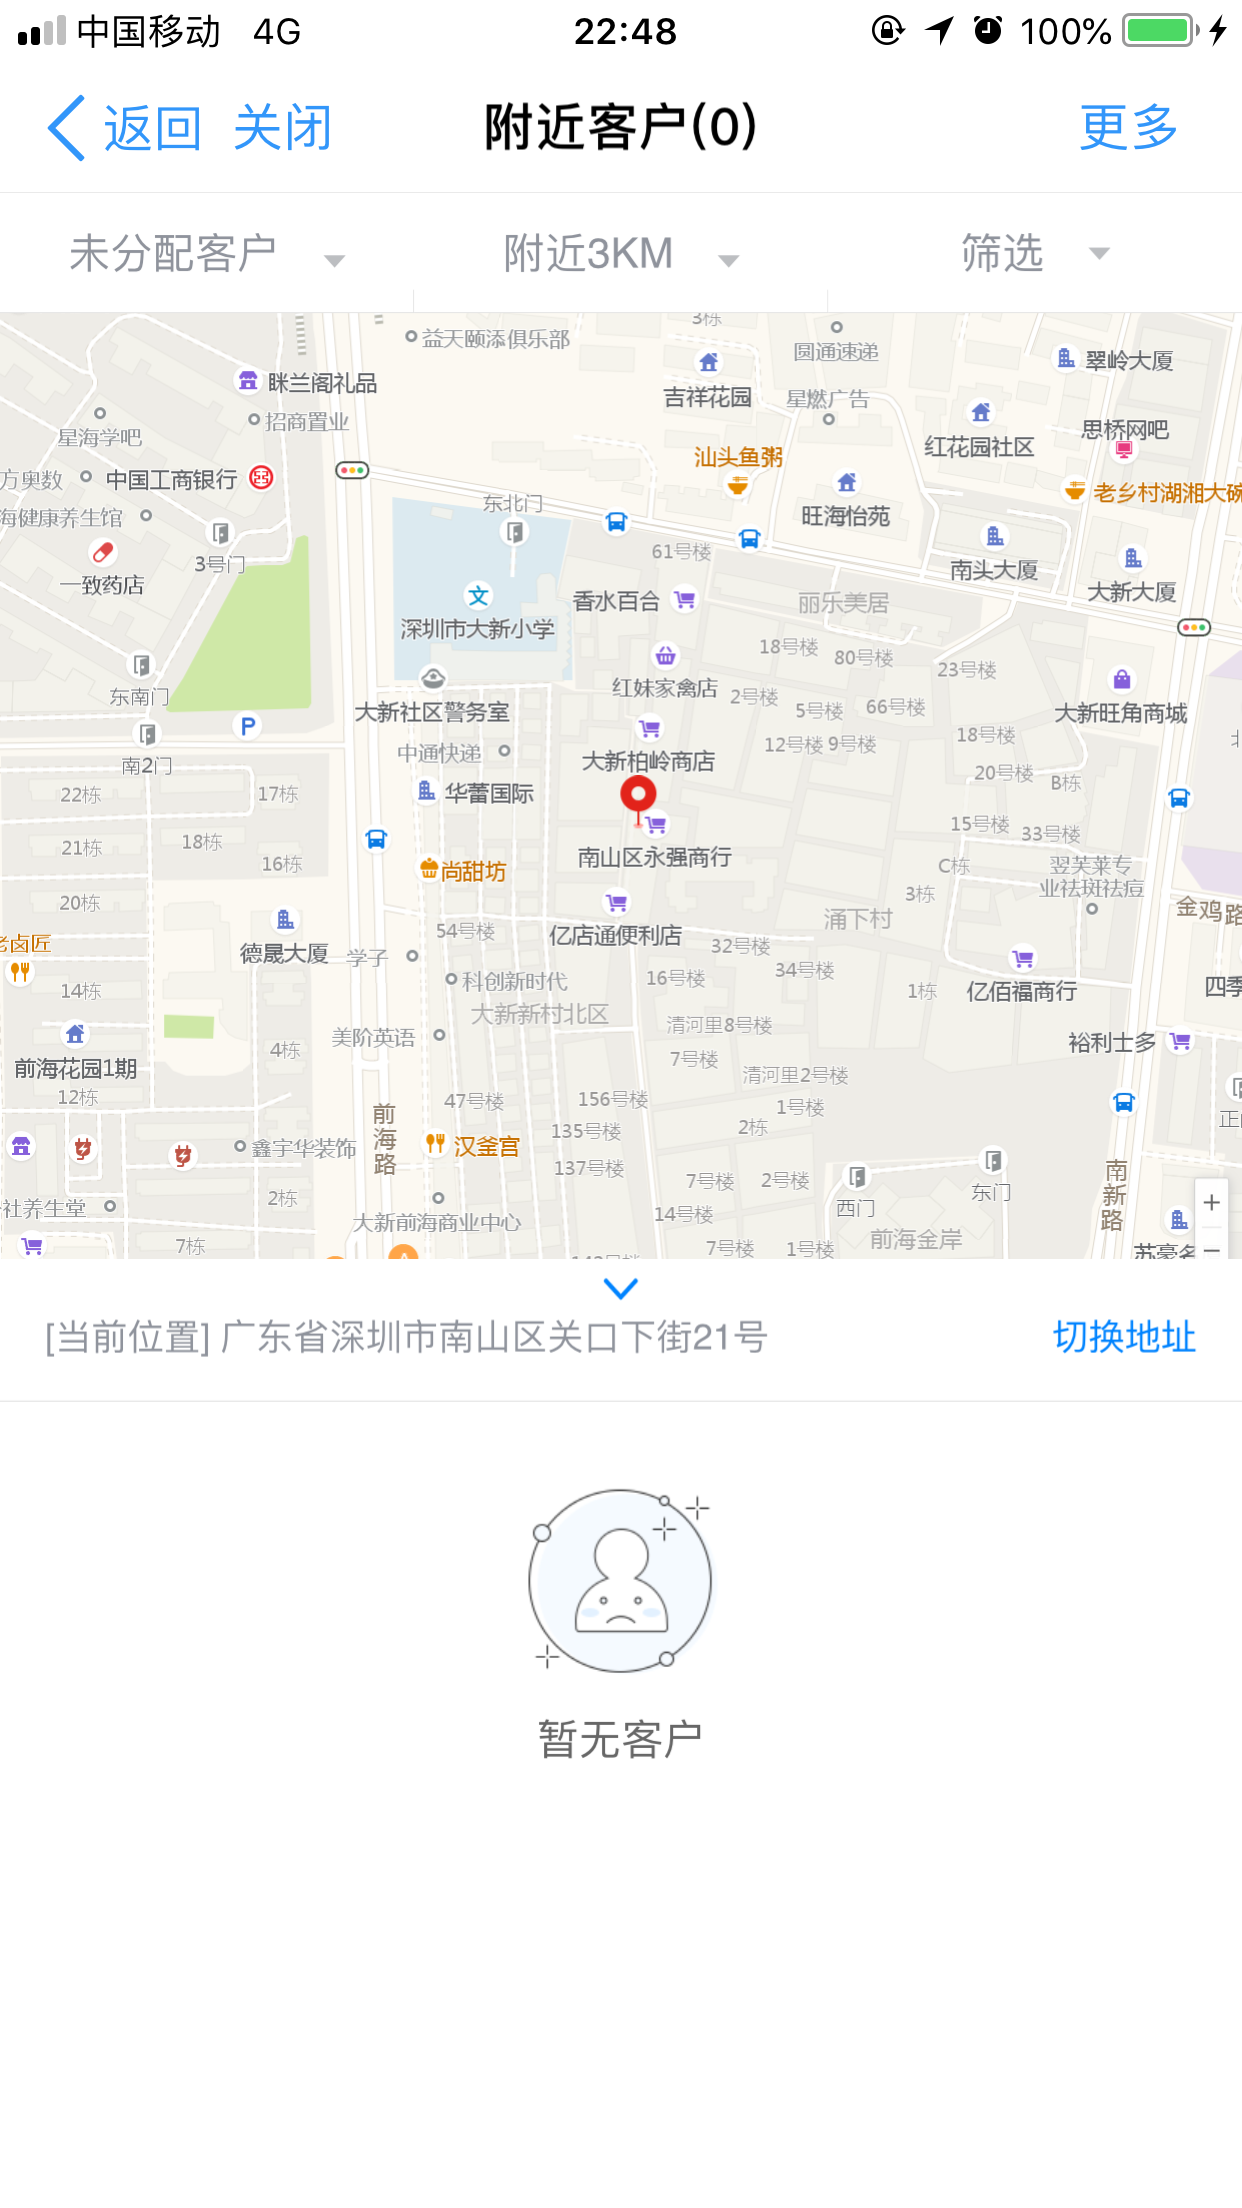 中国移动 4G 22:48 100%
返回 关闭 附近客户(0) 更多
未分配客户 附近3KM 筛选
3栋
益天颐添俱乐部
圆通速递
翠岭大厦
眯兰阁礼品
吉祥花园
星燃广告
招商置业
星海学吧
思桥网吧
红花园社区
汕头鱼粥
方奥数
中国工商银行
老乡村湖湘大碗
东北门
旺海怡苑
海健康养生馆
61号楼
3号门
南头大厦
一致药店
大新大厦
香水百合
丽乐美居
深圳市大新小学
18号楼
80号楼
23号楼
红妹家禽店
东南门
2号楼
5号楼
66号楼
大新社区警务室
大新旺角商城
18号楼
12号楼
9号楼
中通快递
大新柏岭商店
南2门
20号楼
B栋
22栋
17栋
华蕾国际
15号楼
33号楼
18栋
21栋
南山区永强商行
16栋
C栋
翌芙莱专
业祛斑祛痘
尚甜坊
3栋
20栋
金鸡路
涌下村
54号楼
亿店通便利店
老卤匠
32号楼
德晟大厦
学子
34号楼
科创新时代
16号楼
14栋
1栋
亿佰福商行
四季
大新新村北区
清河里8号楼
美阶英语
裕利士多
4栋
7号楼
前海花园1期
清河里2号楼
12栋
47号楼
156号楼
1号楼
正
前海路
2栋
135号楼
鑫宇华装饰
汉釜宫
137号楼
7号楼
2号楼
东门
2栋
南新路
社养生堂
西门
14号楼
大新前海商业中心
前海金岸
7栋
7号楼
1号楼
苏豪名
[当前位置] 广东省深圳市南山区关口下街21号 切换地址
暂无客户